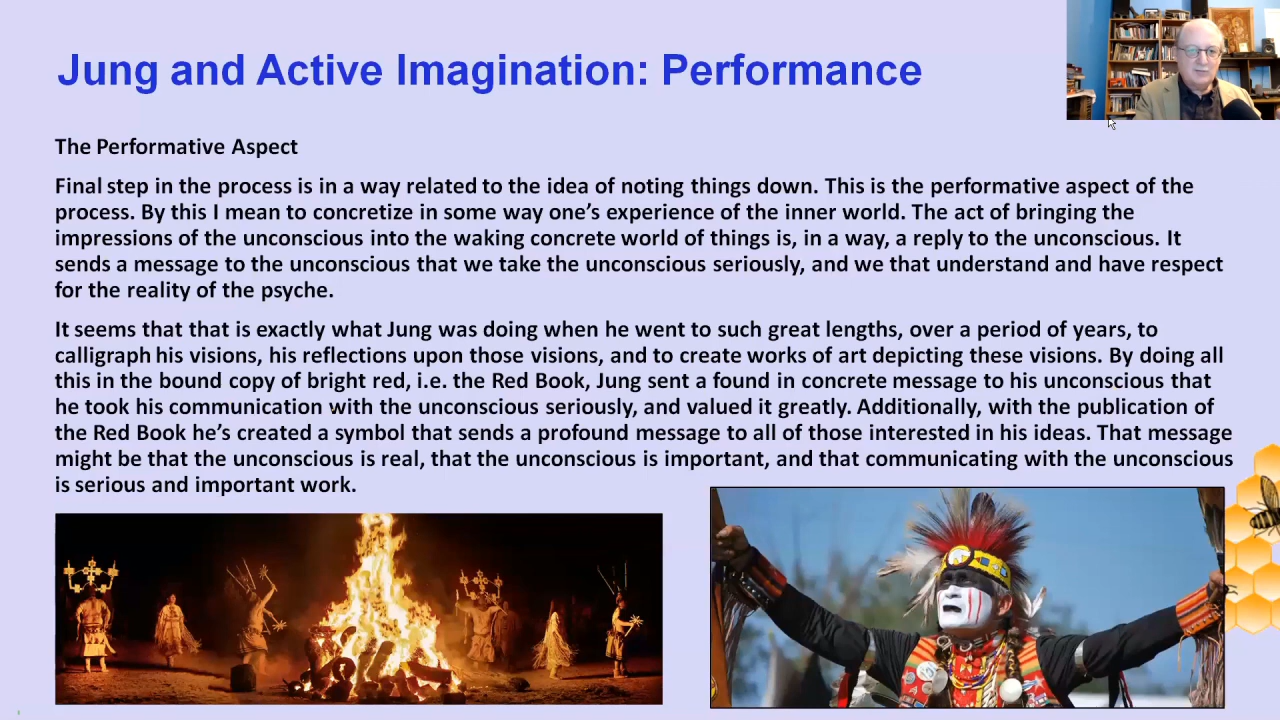 Jung and Active Imagination: Performance
The Performative Aspect
Final step in the process is in a way related to the idea of noting things down. This is the performative aspect of the
process. By this I mean to concretize in some way one’s experience of the inner world. The act of bringing the
impressions of the unconscious into the waking concrete world of things is, in a way, a reply to the unconscious. It
sends a message to the unconscious that we take the unconscious seriously, and we that understand and have respect
for the reality of the psyche.
It seems that that is exactly what Jung was doing when he went to such great lengths, over a period of years, to
calligraph his visions, his reflections upon those visions, and to create works of art depicting these visions. By doing all
this in the bound copy of bright red, i.e. the Red Book, Jung sent a found in concrete message to his unconscious that
he took his communication with the unconscious seriously, and valued it greatly. Additionally, with the publication of
the Red Book he’s created a symbol that sends a profound message to all of those interested in his ideas. That message
might be that the unconscious is real, that the unconscious is important, and that communicating with the unconscious
is serious and important work.